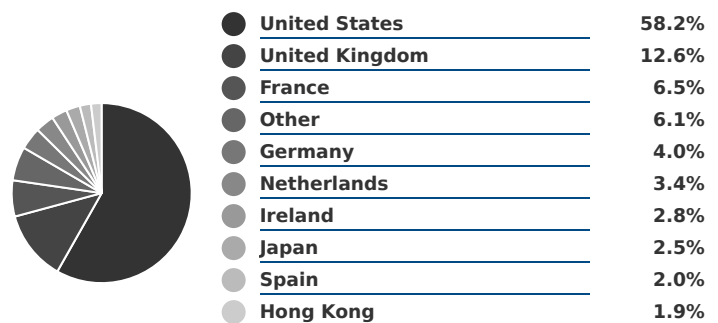 United States 58.2%
United Kingdom 12.6%
France 6.5%
Other 6.1%
Germany 4.0%
Netherlands 3.4%
Ireland 2.8%
Japan 2.5%
Spain 2.0%
Hong Kong 1.9%